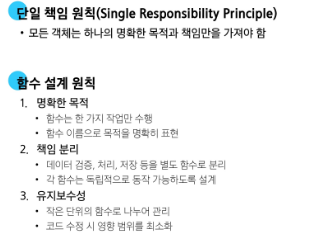 단일 책임 원칙(Single Responsibility Principle)
• 모든 객체는 하나의 명확한 목적과 책임만을 가져야 함
함수 설계 원칙
1. 명확한 목적
• 함수는 한 가지 작업만 수행
• 함수 이름으로 목적을 명확히 표현
2. 책임 분리
• 데이터 검증, 처리, 저장 등을 별도 함수로 분리
• 각 함수는 독립적으로 동작 가능하도록 설계
3. 유지보수성
• 작은 단위의 함수로 나누어 관리
• 코드 수정 시 영향 범위를 최소화